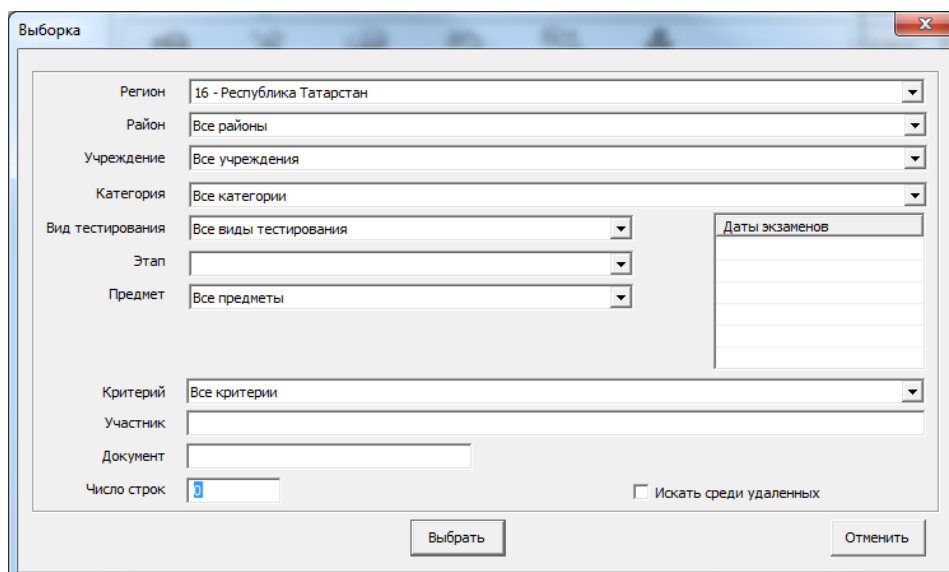 Выборка
Регион 16 - Республика Татарстан
Район Все районы
Учреждение Все учреждения
Категория Все категории
Вид тестирования Все виды тестирования Даты экзаменов
Этап
Предмет Все предметы
Критерий Все критерии
Участник
Документ
Число строк 0 Искать среди удаленных
Выбрать Отменить